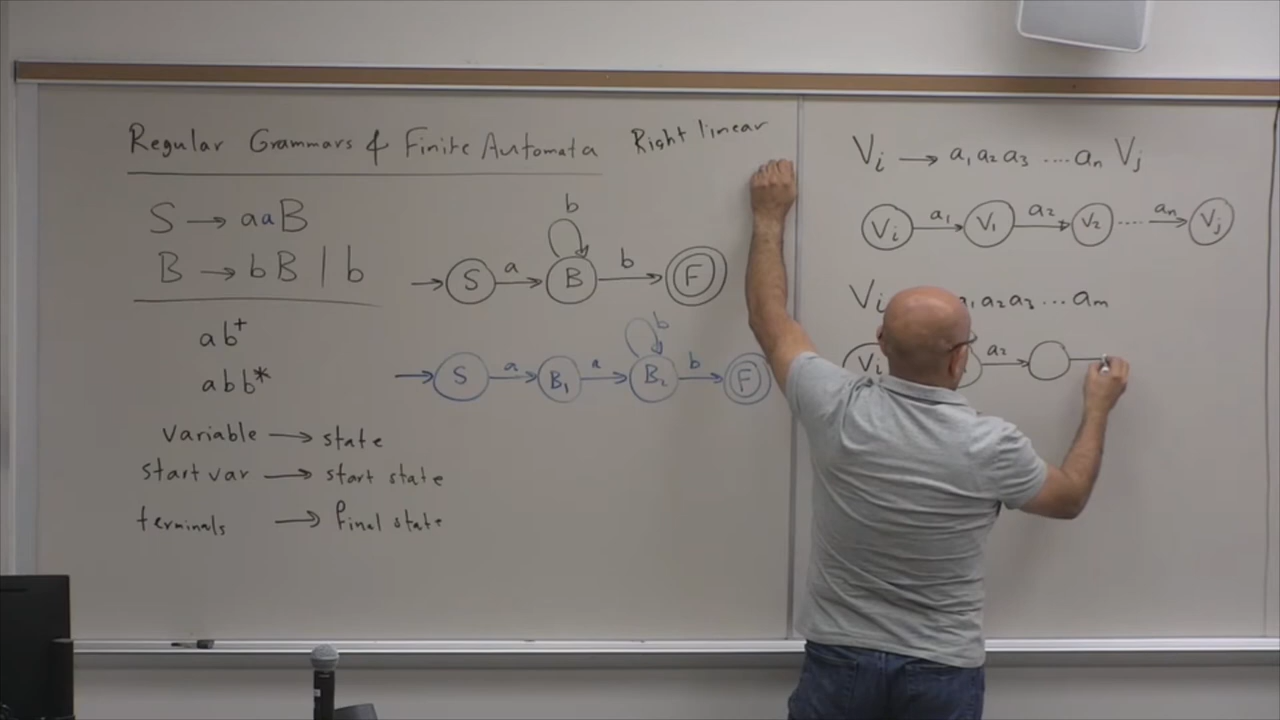 Regular Grammars & Finite Automata Right linear
S → aaB
B → bB | b
ab⁺
abb*
variable → state
start var → start state
terminals → final state
b
→ S a → B b → F
b
→ S a → B₁ a → B₂ b → F
Vᵢ → a₁ a₂ a₃ .... aₙ Vⱼ
Vᵢ a₁ → V₁ a₂ → V₂ .... aₙ → Vⱼ
Vᵢ a₁ a₂ a₃ ... aₘ
Vᵢ a₂ →